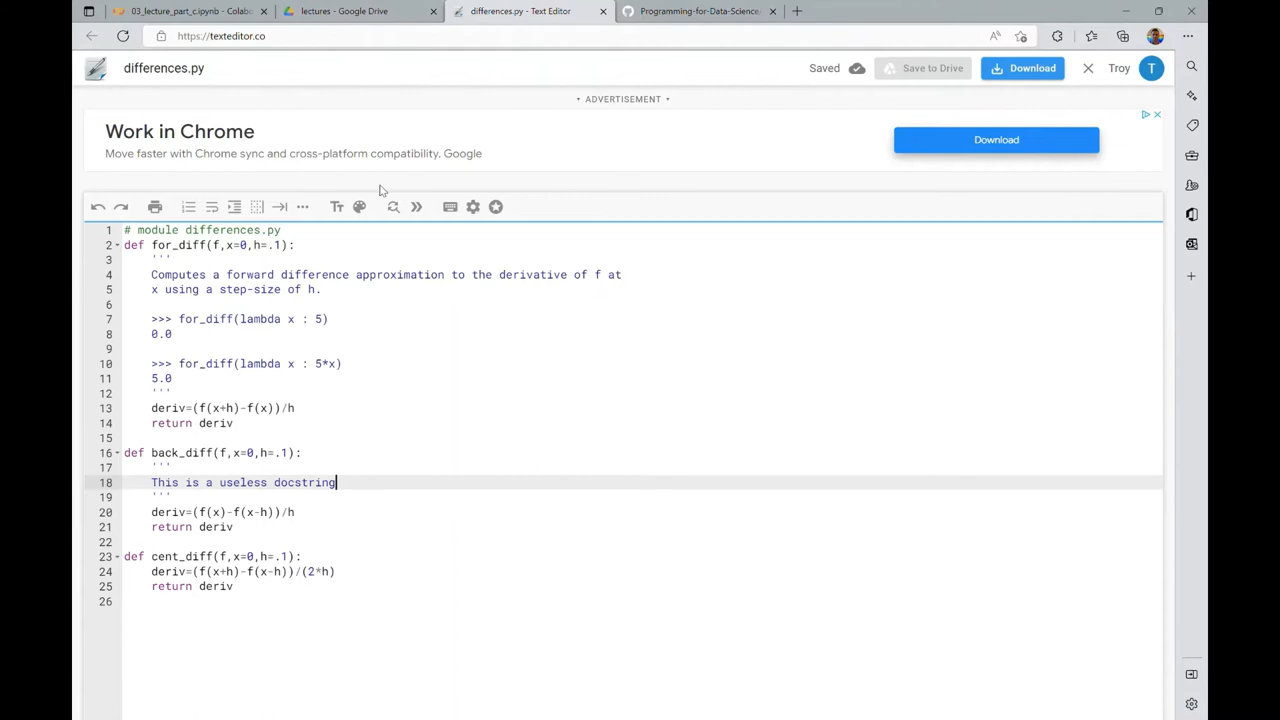 03_lecture_part_c.ipynb - Colabo
lectures - Google Drive
differences.py - Text Editor
Programming-for-Data-Science/
https://texteditor.co
differences.py
Saved
Save to Drive
Download
Troy
T
• ADVERTISEMENT •
Work in Chrome
Move faster with Chrome sync and cross-platform compatibility. Google
Download
1 # module differences.py
2 def for_diff(f,x=0,h=.1):
3 '''
4 Computes a forward difference approximation to the derivative of f at
5 x using a step-size of h.
6
7 >>> for_diff(lambda x : 5)
8 0.0
9
10 >>> for_diff(lambda x : 5*x)
11 5.0
12 '''
13 deriv=(f(x+h)-f(x))/h
14 return deriv
15
16 def back_diff(f,x=0,h=.1):
17 '''
18 This is a useless docstring
19 '''
20 deriv=(f(x)-f(x-h))/h
21 return deriv
22
23 def cent_diff(f,x=0,h=.1):
24 deriv=(f(x+h)-f(x-h))/(2*h)
25 return deriv
26